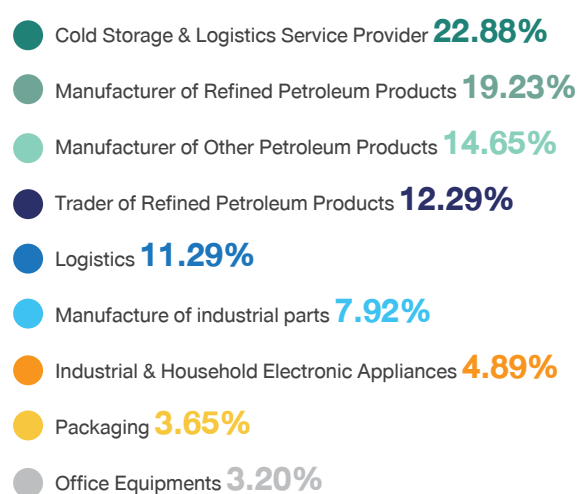 Cold Storage & Logistics Service Provider 22.88%
Manufacturer of Refined Petroleum Products 19.23%
Manufacturer of Other Petroleum Products 14.65%
Trader of Refined Petroleum Products 12.29%
Logistics 11.29%
Manufacture of industrial parts 7.92%
Industrial & Household Electronic Appliances 4.89%
Packaging 3.65%
Office Equipments 3.20%